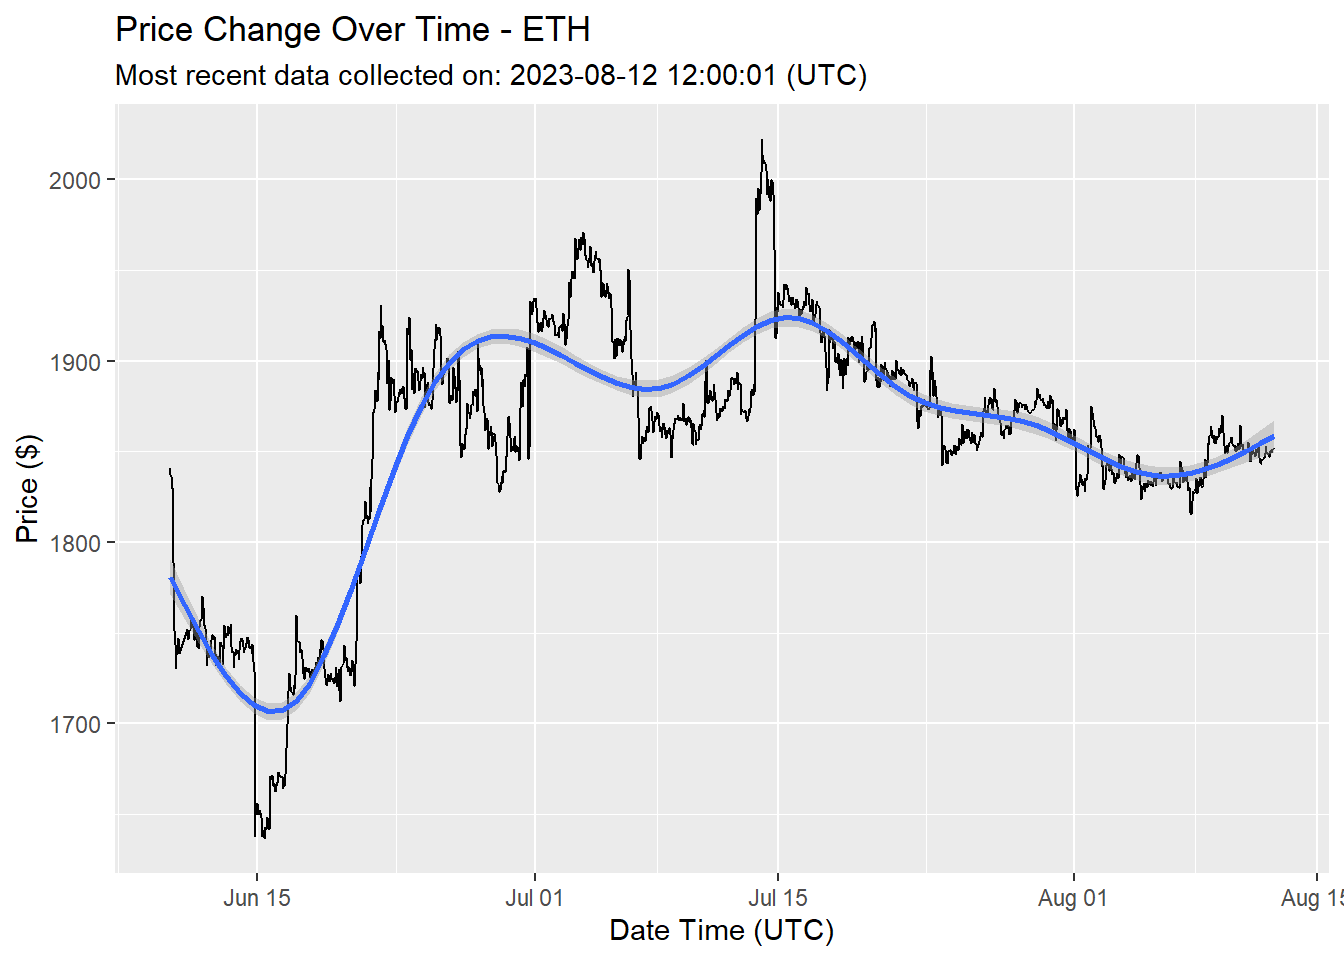 Price Change Over Time - ETH
Most recent data collected on: 2023-08-12 12:00:01 (UTC)
2000
1900
1800
1700
Price ($)
Jun 15
Jul 01
Jul 15
Aug 01
Aug 15
Date Time (UTC)